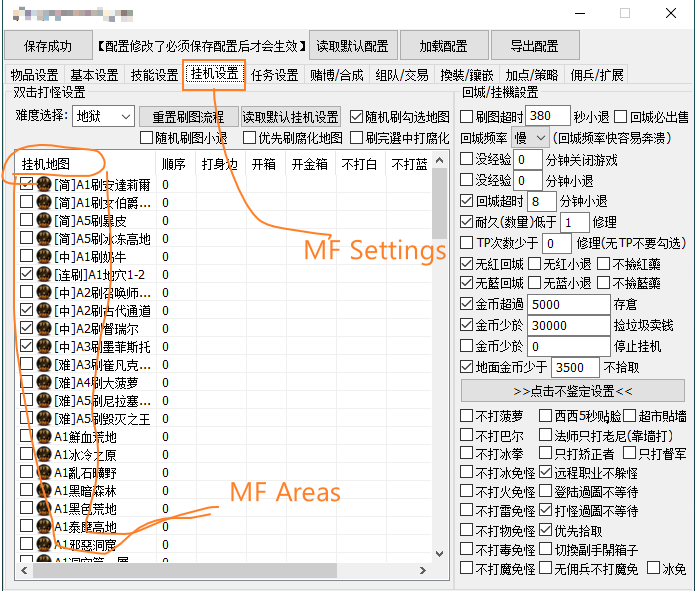 保存成功 【配置修改了必须保存配置后才会生效】 读取默认配置 加载配置 导出配置
物品设置 基本设置 技能设置 挂机设置 任务设置 赌博/合成 组队/交易 換裝/鑲嵌 加点/策略 佣兵/扩展
双击打怪设置
难度选择: 地狱 重置刷图流程 读取默认挂机设置 随机刷勾选地图
随机刷图小退 优先刷腐化地图 刷完選中打腐化
挂机地图 顺序 打身边 开箱 开金箱 不打白 不打蓝
[简]A1刷安達莉爾 0
[简]A1刷女伯爵... 0
[简]A5刷暴皮 0
[简]A5刷冰冻高地 0
[中]A1刷奶牛 0
[连刷]A1地穴1-2 0
[中]A2刷召唤师... 0
[中]A2刷古代通道 0
[中]A2刷督瑞尔 0
[中]A3刷墨菲斯托 0
[难]A3刷崔凡克... 0
[难]A4刷大菠萝 0
[难]A5刷尼拉塞... 0
[难]A5刷毁灭之王 0
A1鲜血荒地 0
A1冰冷之原 0
A1亂石曠野 0
A1黑暗森林 0
A1黑色荒地 0
A1泰摩高地 0
A1邪惡洞窟 0
MF Settings
MF Areas
回城/挂機設置
刷图超时 380 秒小退 回城必出售
回城频率 慢 (回城频率快容易奔溃)
没经验 0 分钟关闭游戏
没经验 0 分钟小退
回城超时 8 分钟小退
耐久(数量)低于 1 修理
TP次数少于 0 修理(无TP不要勾选)
无红回城 无红小退 不撿紅藥
无藍回城 无藍小退 不撿藍藥
金币超過 5000 存倉
金币少於 30000 捡垃圾卖钱
金币少於 0 停止挂机
地面金币少于 3500 不拾取
>>点击不鉴定设置<<
不打菠萝 西西5秒贴脸 超市貼墻
不打巴尔 法师只打老尼(靠墙打)
不打冰拳 只打矫正者 只打督军
不打冰免怪 远程职业不躲怪
不打火免怪 登陆過圖不等待
不打雷免怪 打怪過圖不等待
不打物免怪 优先拾取
不打毒免怪 切換副手開箱子
不打魔免怪 无佣兵不打魔免 冰免